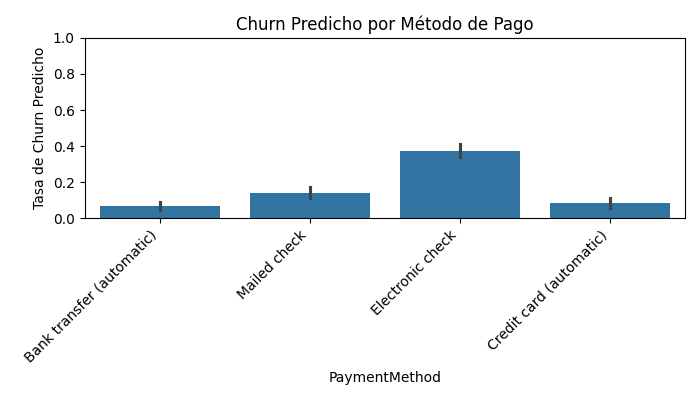 Churn Predicho por Método de Pago
Tasa de Churn Predicho
1.0
0.8
0.6
0.4
0.2
0.0
Bank transfer (automatic)
Mailed check
Electronic check
Credit card (automatic)
PaymentMethod